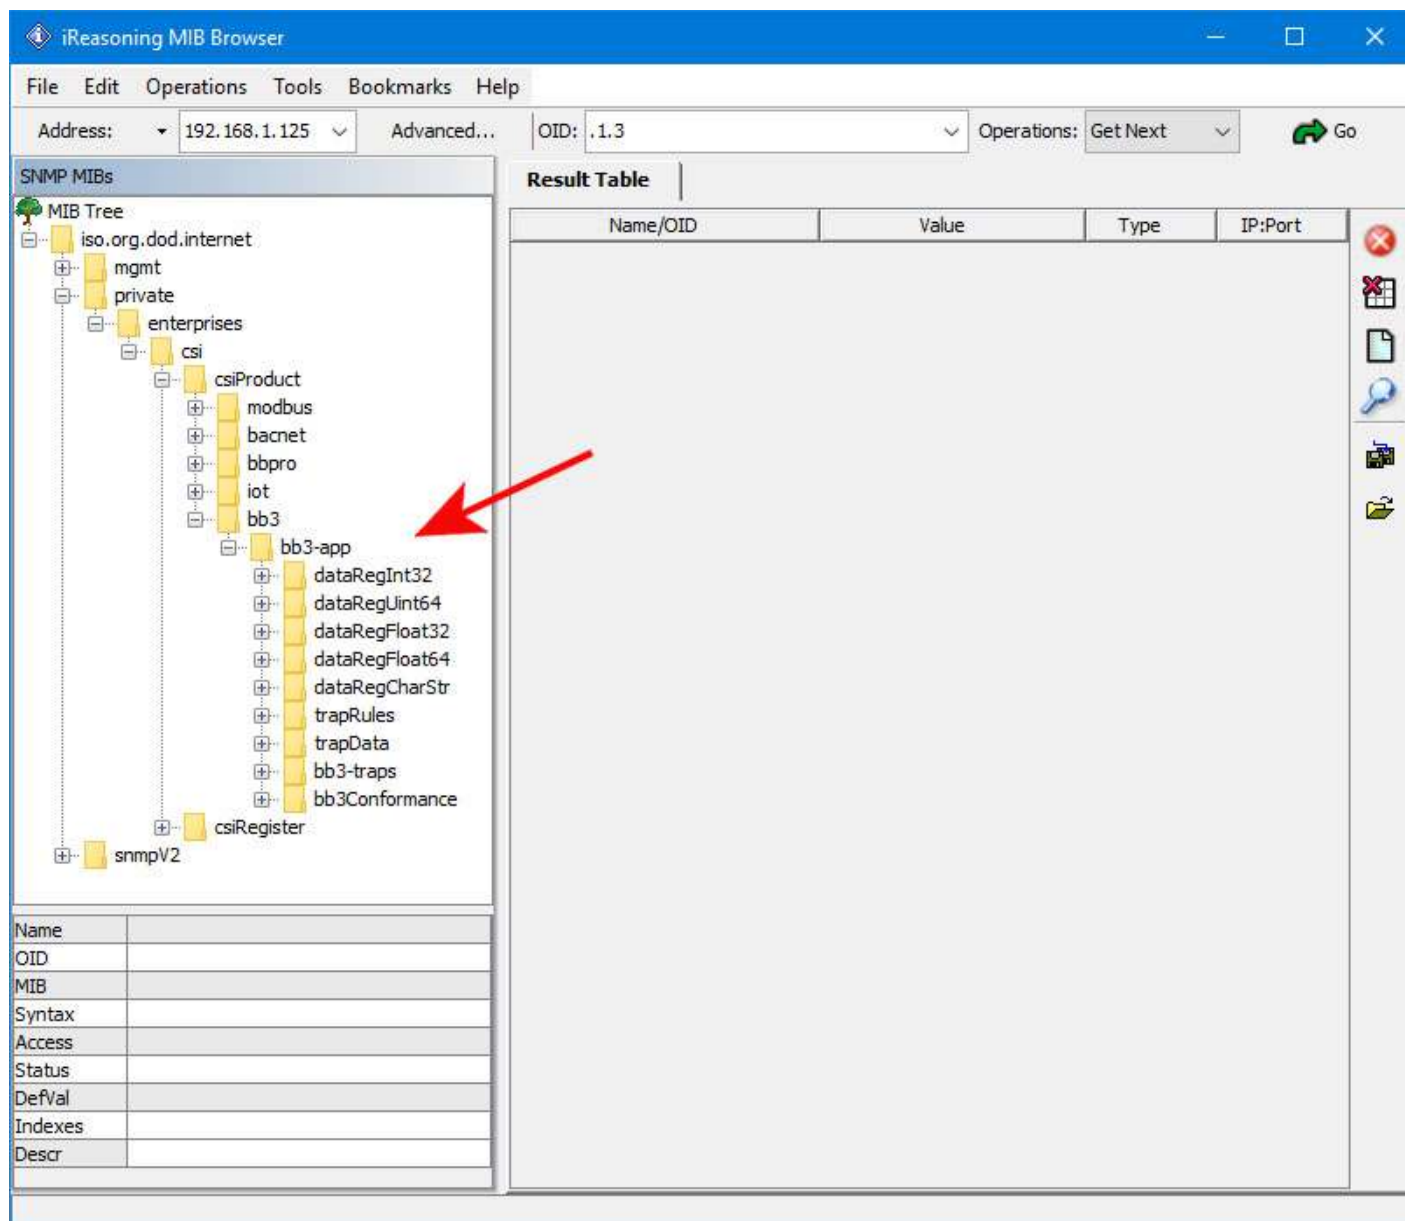 iReasoning MIB Browser
File Edit Operations Tools Bookmarks Help
Address: 192.168.1.125 Advanced... OID: .1.3 Operations: Get Next Go
SNMP MIBs
MIB Tree
iso.org.dod.internet
mgmt
private
enterprises
csi
csiProduct
modbus
bacnet
bbpro
iot
bb3
bb3-app
dataRegInt32
dataRegUint64
dataRegFloat32
dataRegFloat64
dataRegCharStr
trapRules
trapData
bb3-traps
bb3Conformance
csiRegister
snmpV2
Name
OID
MIB
Syntax
Access
Status
DefVal
Indexes
Descr
Result Table
Name/OID Value Type IP:Port